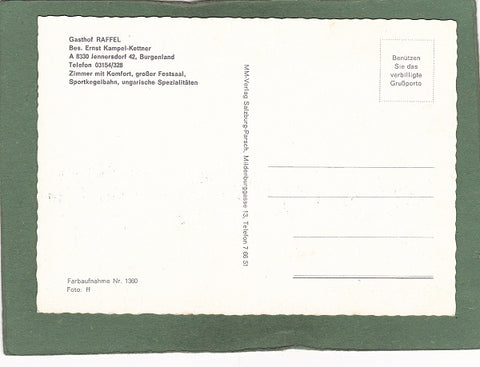 Gasthof RAFFEL
Bes. Ernst Kampel-Kettner
A 8330 Jennersdorf 42, Burgenland
Telefon 03154/328
Zimmer mit Komfort, großer Festsaal,
Sportkegelbahn, ungarische Spezialitäten
Benützen
Sie das
verbilligte
Grußporto
MM-Verlag Salzburg-Parsch, Mildenburggasse 13, Telefon 7 66 51
Farbaufnahme Nr. 1360
Foto: H